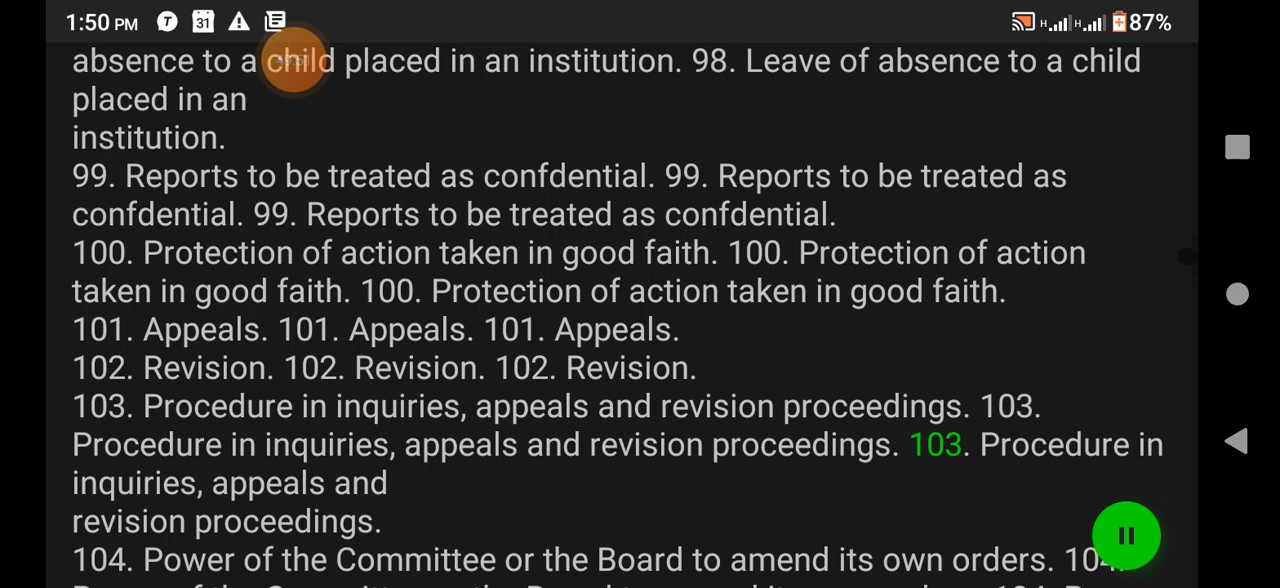 1:50 PM T 31 H H 87%
absence to a child placed in an institution. 98. Leave of absence to a child
placed in an
institution.
99. Reports to be treated as confdential. 99. Reports to be treated as
confdential. 99. Reports to be treated as confdential.
100. Protection of action taken in good faith. 100. Protection of action
taken in good faith. 100. Protection of action taken in good faith.
101. Appeals. 101. Appeals. 101. Appeals.
102. Revision. 102. Revision. 102. Revision.
103. Procedure in inquiries, appeals and revision proceedings. 103.
Procedure in inquiries, appeals and revision proceedings. 103. Procedure in
inquiries, appeals and
revision proceedings.
104. Power of the Committee or the Board to amend its own orders. 104.